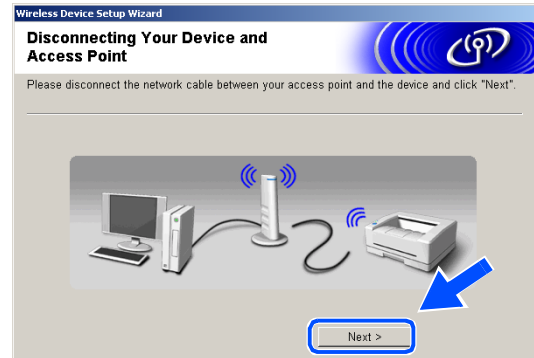 Wireless Device Setup Wizard
Disconnecting Your Device and
Access Point
Please disconnect the network cable between your access point and the device and click "Next".
Next >